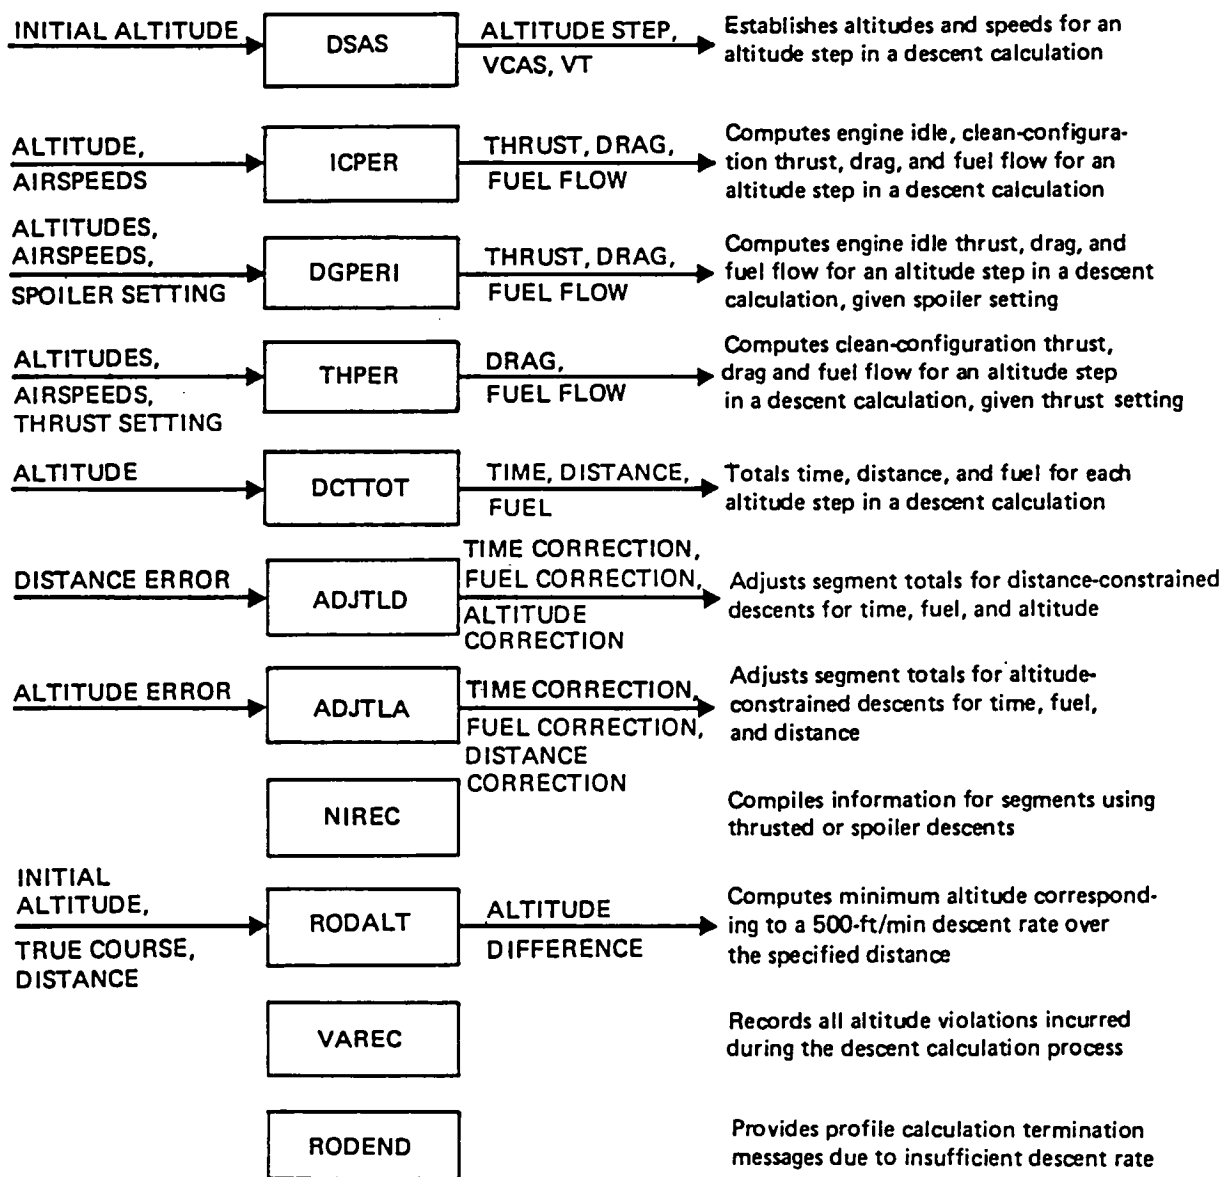 INITIAL ALTITUDE
DSAS
ALTITUDE STEP,
VCAS, VT
Establishes altitudes and speeds for an
altitude step in a descent calculation
ALTITUDE,
AIRSPEEDS
ICPER
THRUST, DRAG,
FUEL FLOW
Computes engine idle, clean-configura-
tion thrust, drag, and fuel flow for an
altitude step in a descent calculation
ALTITUDES,
AIRSPEEDS,
SPOILER SETTING
DGPERI
THRUST, DRAG,
FUEL FLOW
Computes engine idle thrust, drag, and
fuel flow for an altitude step in a descent
calculation, given spoiler setting
ALTITUDES,
AIRSPEEDS,
THRUST SETTING
THPER
DRAG,
FUEL FLOW
Computes clean-configuration thrust,
drag and fuel flow for an altitude step
in a descent calculation, given thrust setting
ALTITUDE
DCTTOT
TIME, DISTANCE,
FUEL
Totals time, distance, and fuel for each
altitude step in a descent calculation
DISTANCE ERROR
ADJTLD
TIME CORRECTION,
FUEL CORRECTION,
ALTITUDE
CORRECTION
Adjusts segment totals for distance-constrained
descents for time, fuel, and altitude
ALTITUDE ERROR
ADJTLA
TIME CORRECTION,
FUEL CORRECTION,
DISTANCE
CORRECTION
Adjusts segment totals for altitude-
constrained descents for time, fuel,
and distance
NIREC
Compiles information for segments using
thrusted or spoiler descents
INITIAL
ALTITUDE,
TRUE COURSE,
DISTANCE
RODALT
ALTITUDE
DIFFERENCE
Computes minimum altitude correspond-
ing to a 500-ft/min descent rate over
the specified distance
VAREC
Records all altitude violations incurred
during the descent calculation process
RODEND
Provides profile calculation termination
messages due to insufficient descent rate